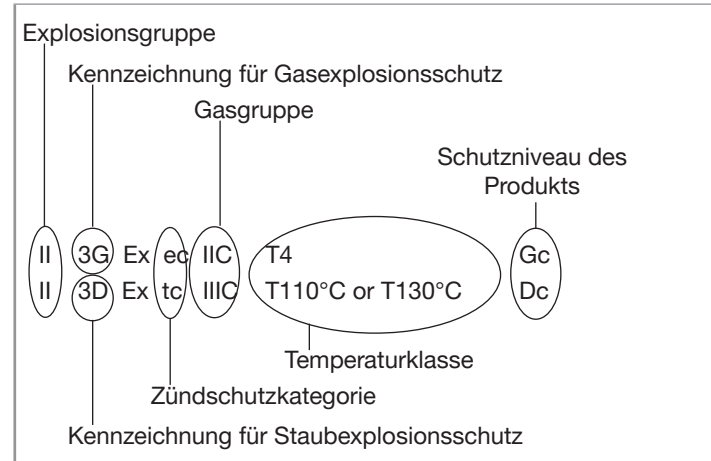 Explosionsgruppe
Kennzeichnung für Gasexplosionsschutz
Gasgruppe
Schutzniveau des
Produkts
II 3G Ex ec IIC T4 Gc
II 3D Ex tc IIIC T110°C or T130°C Dc
Temperaturklasse
Zündschutzkategorie
Kennzeichnung für Staubexplosionsschutz